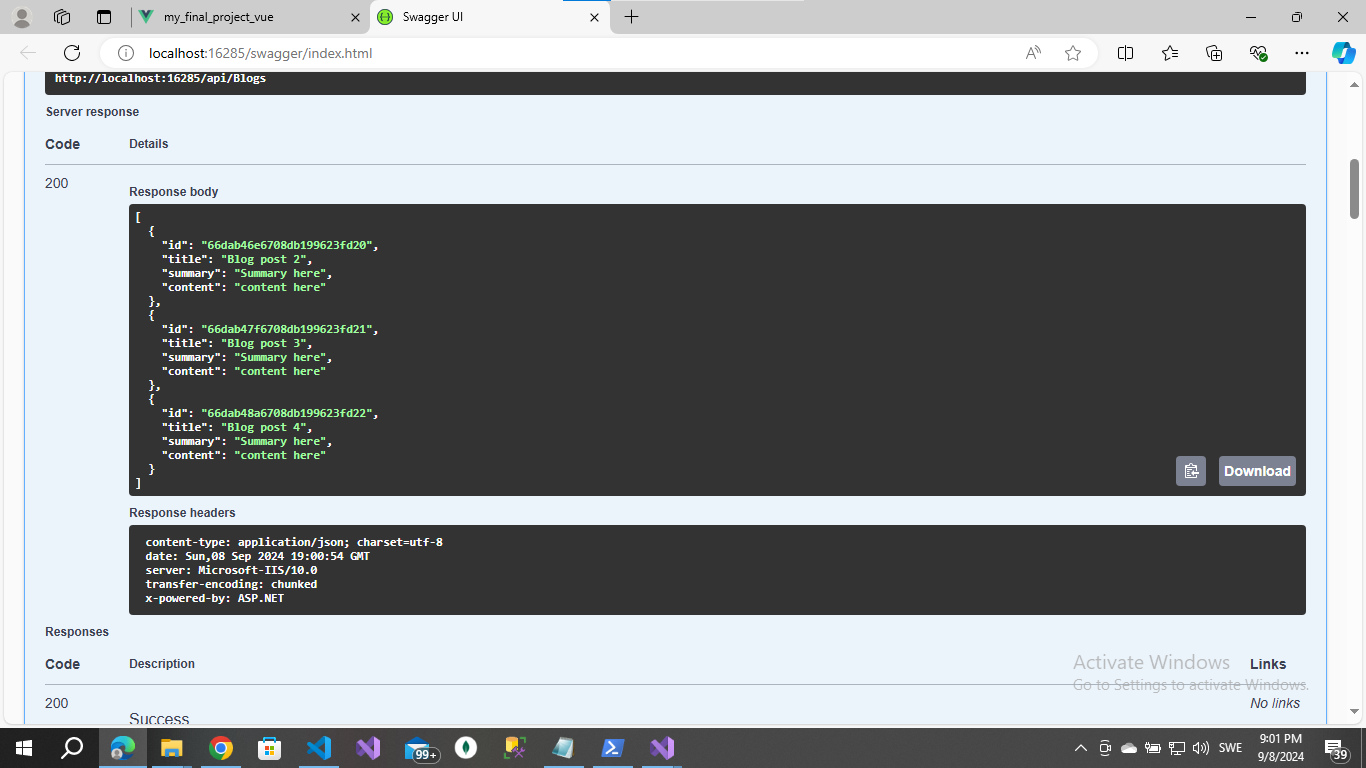 my_final_project_vue
Swagger UI
localhost:16285/swagger/index.html
http://localhost:16285/api/Blogs
Server response
Code Details
200
Response body
[
{
"id": "66dab46e6708db199623fd20",
"title": "Blog post 2",
"summary": "Summary here",
"content": "content here"
},
{
"id": "66dab47f6708db199623fd21",
"title": "Blog post 3",
"summary": "Summary here",
"content": "content here"
},
{
"id": "66dab48a6708db199623fd22",
"title": "Blog post 4",
"summary": "Summary here",
"content": "content here"
}
]
Download
Response headers
content-type: application/json; charset=utf-8
date: Sun,08 Sep 2024 19:00:54 GMT
server: Microsoft-IIS/10.0
transfer-encoding: chunked
x-powered-by: ASP.NET
Responses
Code Description Links
Activate Windows
Go to Settings to activate Windows.
200 No links
Success
99+
SWE
9:01 PM
9/8/2024
39